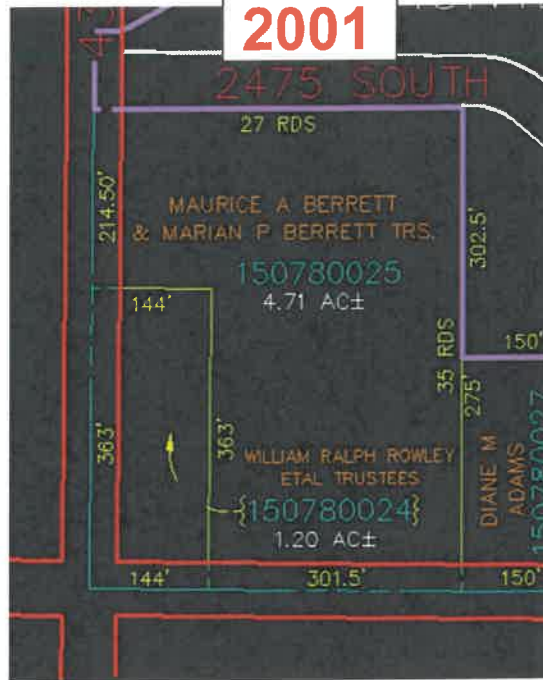 2001
43
2475 SOUTH
27 RDS
214.50'
MAURICE A BERRETT
& MARIAN P BERRETT TRS.
302.5'
150780025
4.71 AC±
144'
150'
35 RDS
275'
363'
363'
WILLIAM RALPH ROWLEY
ETAL TRUSTEES
{150780024}
1.20 AC±
DIANE M
ADAMS
150780027
144'
301.5'
150'